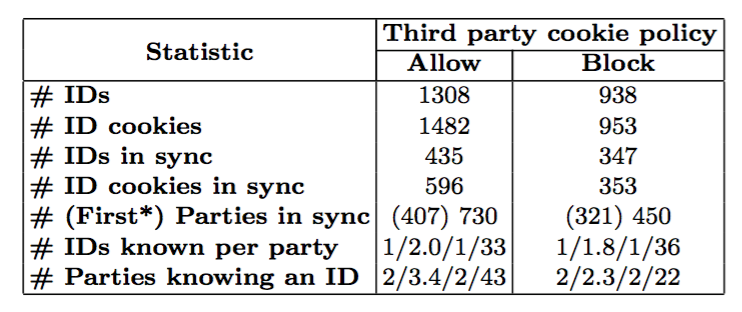 Statistic
Third party cookie policy
Allow Block
# IDs 1308 938
# ID cookies 1482 953
# IDs in sync 435 347
# ID cookies in sync 596 353
# (First*) Parties in sync (407) 730 (321) 450
# IDs known per party 1/2.0/1/33 1/1.8/1/36
# Parties knowing an ID 2/3.4/2/43 2/2.3/2/22